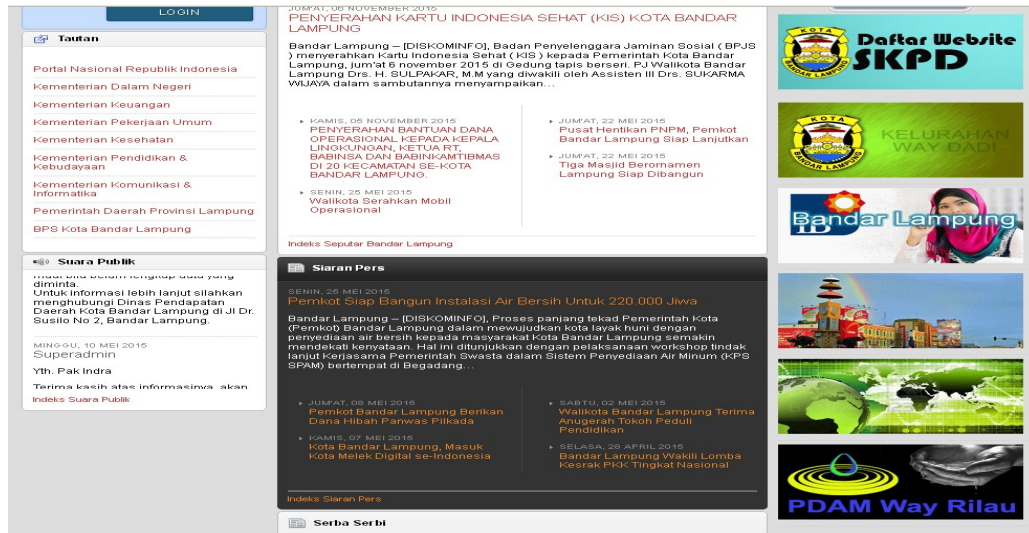 LOGIN
Tautan
Portal Nasional Republik Indonesia
Kementerian Dalam Negeri
Kementerian Keuangan
Kementerian Pekerjaan Umum
Kementerian Kesehatan
Kementerian Pendidikan &
Kebudayaan
Kementerian Komunikasi &
Informatika
Pemerintah Daerah Provinsi Lampung
BPS Kota Bandar Lampung
Suara Publik
diminta.
Untuk informasi lebih lanjut silahkan
menghubungi Dinas Pendapatan
Daerah Kota Bandar Lampung di Jl Dr.
Susilo No 2, Bandar Lampung.
MINGGU, 10 MEI 2015
Superadmin
Yth. Pak Indra
Terima kasih atas informasinya, akan
Indeks Suara Publik
JUM'AT, 06 NOVEMBER 2015
PENYERAHAN KARTU INDONESIA SEHAT (KIS) KOTA BANDAR
LAMPUNG
Bandar Lampung – [DISKOMINFO], Badan Penyelenggara Jaminan Sosial ( BPJS
) menyerahkan Kartu Indonesia Sehat ( KIS ) kepada Pemerintah Kota Bandar
Lampung, jum'at 6 november 2015 di Gedung tapis berseri. PJ Walikota Bandar
Lampung Drs. H. SULPAKAR, M.M yang diwakili oleh Assisten III Drs. SUKARMA
WIJAYA dalam sambutannya menyampaikan...
KAMIS, 05 NOVEMBER 2015
PENYERAHAN BANTUAN DANA
OPERASIONAL KEPADA KEPALA
LINGKUNGAN, KETUA RT,
BABINSA DAN BABINKAMTIBMAS
DI 20 KECAMATAN SE-KOTA
BANDAR LAMPUNG.
SENIN, 25 MEI 2015
Walikota Serahkan Mobil
Operasional
JUM'AT, 22 MEI 2015
Pusat Hentikan PNPM, Pemkot
Bandar Lampung Siap Lanjutkan
JUM'AT, 22 MEI 2015
Tiga Masjid Berornamen
Lampung Siap Dibangun
Indeks Seputar Bandar Lampung
Siaran Pers
SENIN, 25 MEI 2015
Pemkot Siap Bangun Instalasi Air Bersih Untuk 220.000 Jiwa
Bandar Lampung – [DISKOMINFO], Proses panjang tekad Pemerintah Kota
(Pemkot) Bandar Lampung dalam mewujudkan kota layak huni dengan
penyediaan air bersih kepada masyarakat Kota Bandar Lampung semakin
mendekati kenyataan. Hal ini ditunjukkan dengan pelaksanaan workshop tindak
lanjut Kerjasama Pemerintah Swasta dalam Sistem Penyediaan Air Minum (KPS
SPAM) bertempat di Begadang...
JUM'AT, 08 MEI 2015
Pemkot Bandar Lampung Berikan
Dana Hibah Panwas Pilkada
KAMIS, 07 MEI 2015
Kota Bandar Lampung, Masuk
Kota Melek Digital se-Indonesia
SABTU, 02 MEI 2015
Walikota Bandar Lampung Terima
Anugerah Tokoh Peduli
Pendidikan
SELASA, 28 APRIL 2015
Bandar Lampung Wakili Lomba
Kesrak PKK Tingkat Nasional
Indeks Siaran Pers
Serba Serbi
KOTA
BANDAR LAMPUNG
Daftar Website
SKPD
KOTA
BANDAR LAMPUNG
KELURAHAN
WAY DADI
Bandar Lampung
ID
PDAM Way Rilau